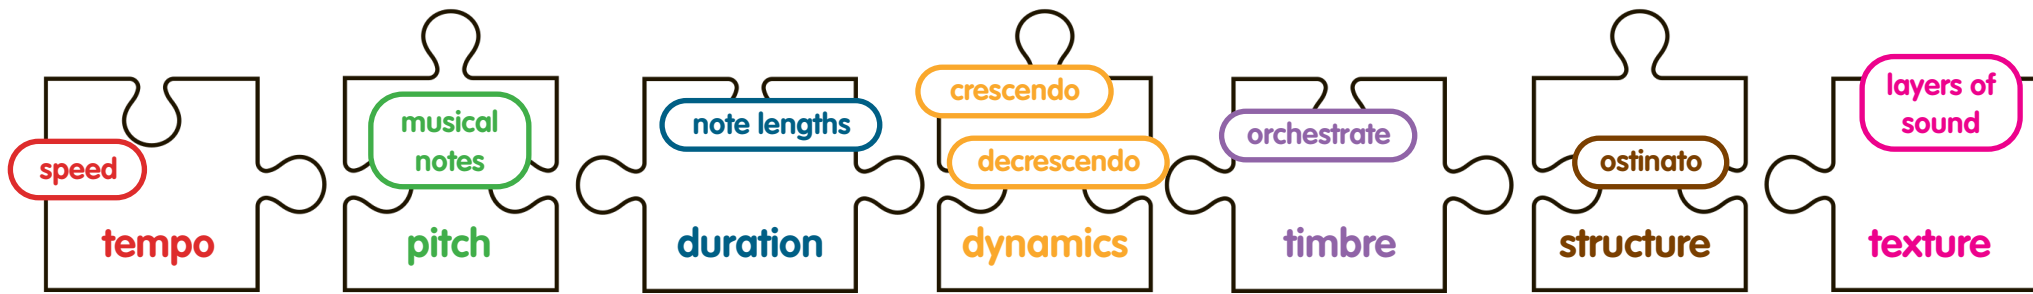 speed
tempo
musical
notes
pitch
note lengths
duration
crescendo
decrescendo
dynamics
orchestrate
timbre
ostinato
structure
layers of
sound
texture